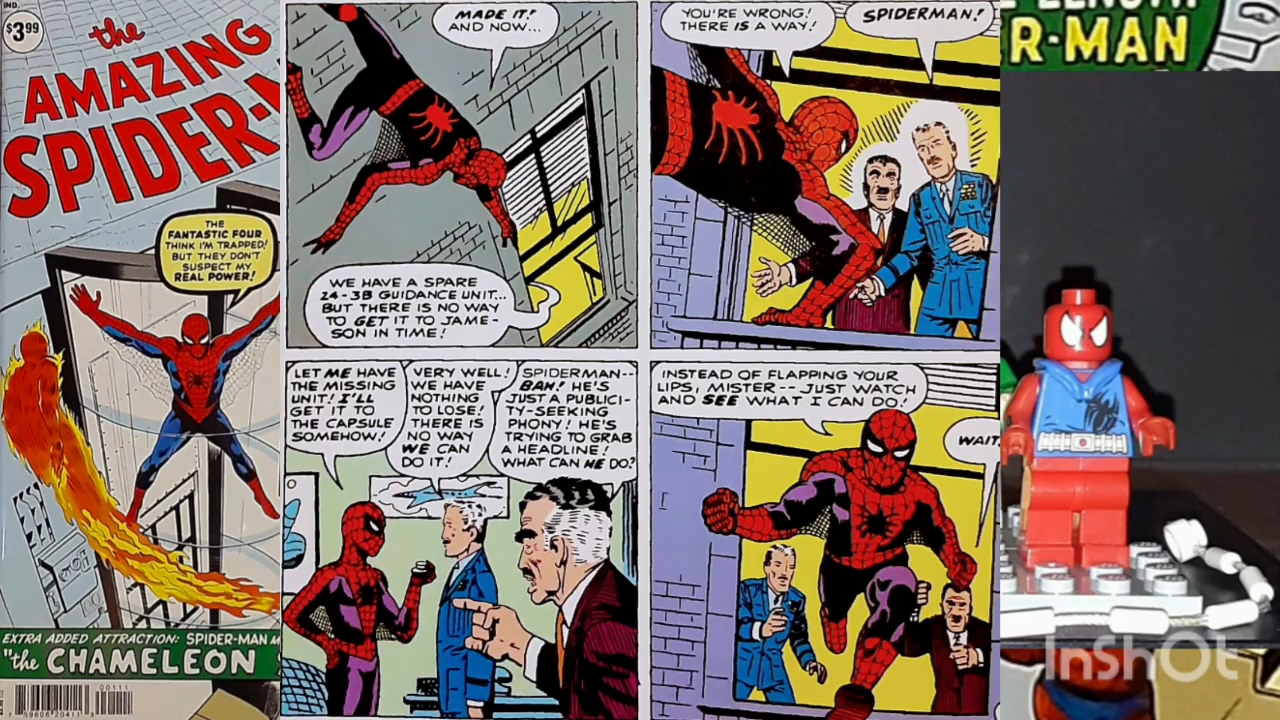 IND.
$3.99
the
AMAZING
SPIDER-
THE
FANTASTIC FOUR
THINK I'M TRAPPED!
BUT THEY DON'T
SUSPECT MY
REAL POWER!
EXTRA ADDED ATTRACTION: SPIDER-MAN M
"the CHAMELEON
00111
MADE IT!
AND NOW...
WE HAVE A SPARE
24-3B GUIDANCE UNIT...
BUT THERE IS NO WAY
TO GET IT TO JAME-
SON IN TIME!
YOU'RE WRONG!
THERE IS A WAY!
SPIDERMAN!
LET ME HAVE
THE MISSING
UNIT! I'LL
GET IT TO
THE CAPSULE
SOMEHOW!
VERY WELL!
WE HAVE
NOTHING
TO LOSE!
THERE IS
NO WAY
WE CAN
DO IT!
SPIDERMAN--
BAH! HE'S
JUST A PUBLICI-
TY-SEEKING
PHONY! HE'S
TRYING TO GRAB
A HEADLINE!
WHAT CAN HE DO?
INSTEAD OF FLAPPING YOUR
LIPS, MISTER-- JUST WATCH
AND SEE WHAT I CAN DO!
WAIT
R-MAN
InShOt